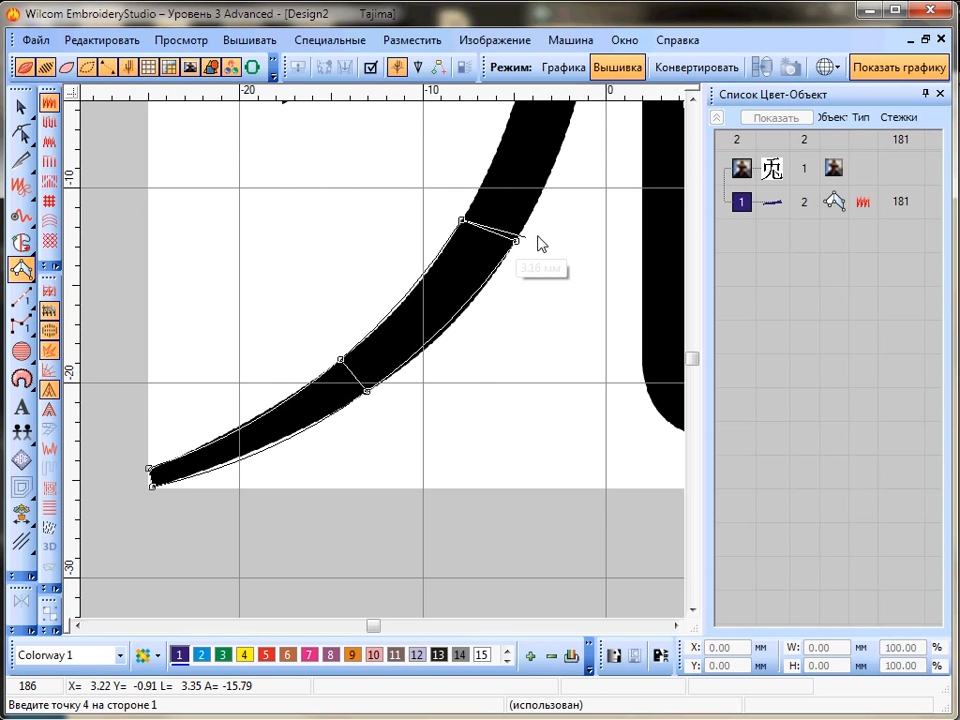 Wilcom EmbroideryStudio – Уровень 3 Advanced - [Design2 Tajima]
Файл Редактировать Просмотр Вышивать Специальные Разместить Изображение Машина Окно Справка
Режим: Графика Вышивка Конвертировать Показать графику
-20 -10 0
Список Цвет-Объект
Показать Объект Тип Стежки
2 2 181
兎 1
1 2 181
-10
3.16 мм
-20
A
3D
-30
Colorway 1
1 2 3 4 5 6 7 8 9 10 11 12 13 14 15
X: 0.00 мм W: 0.00 мм 100.00 %
Y: 0.00 мм H: 0.00 мм 100.00 %
186 X= 3.22 Y= -0.91 L= 3.35 A= -15.79
Введите точку 4 на стороне 1 (использован)